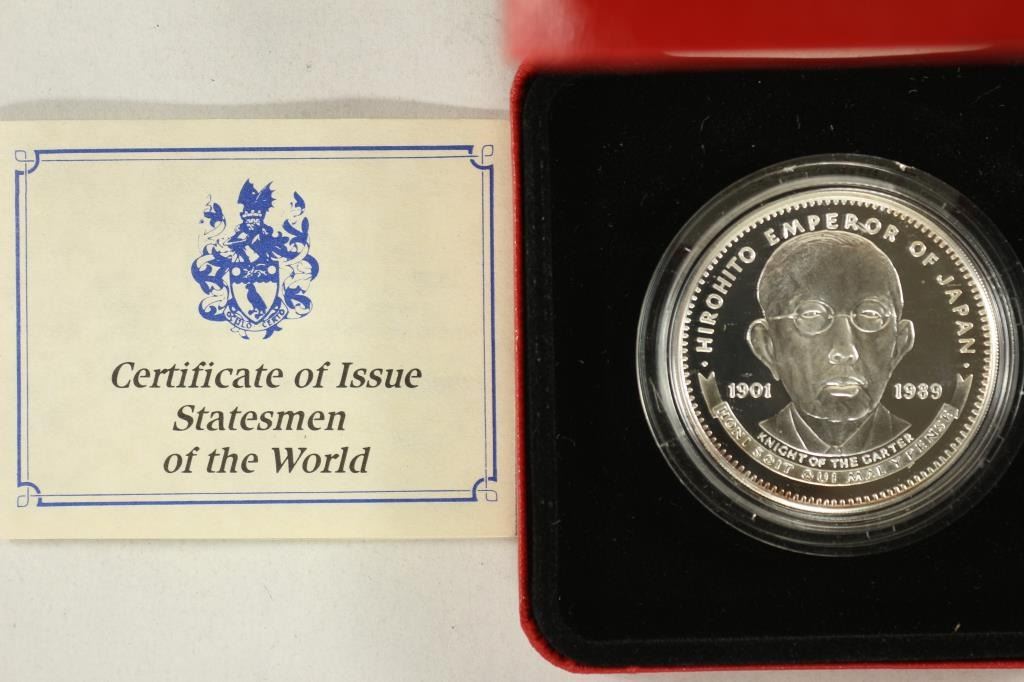 Certificate of Issue
Statesmen
of the World
· HIROHITO EMPEROR OF JAPAN ·
1901 1989
KNIGHT OF THE GARTER
HONI SOIT QUI MAL Y PENSE